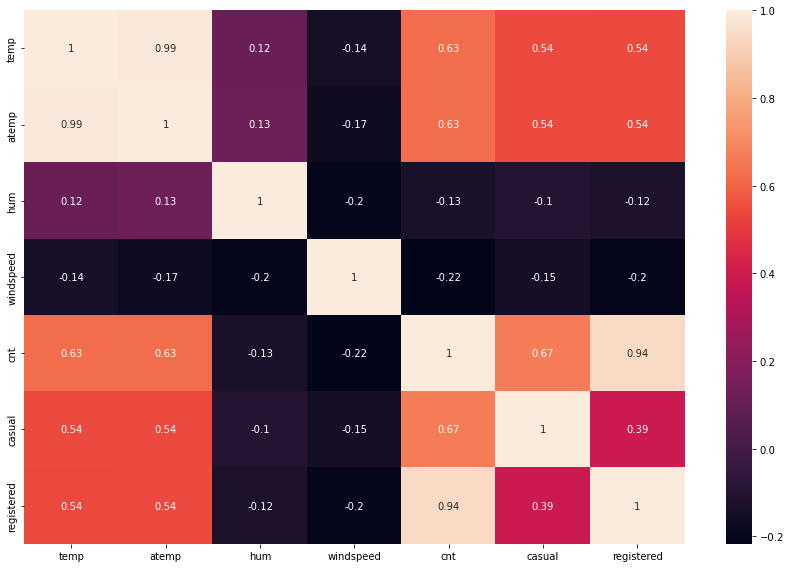 temp 1 0.99 0.12 -0.14 0.63 0.54 0.54
atemp 0.99 1 0.13 -0.17 0.63 0.54 0.54
hum 0.12 0.13 1 -0.2 -0.13 -0.1 -0.12
windspeed -0.14 -0.17 -0.2 1 -0.22 -0.15 -0.2
cnt 0.63 0.63 -0.13 -0.22 1 0.67 0.94
casual 0.54 0.54 -0.1 -0.15 0.67 1 0.39
registered 0.54 0.54 -0.12 -0.2 0.94 0.39 1
temp atemp hum windspeed cnt casual registered
1.0
0.8
0.6
0.4
0.2
0.0
-0.2